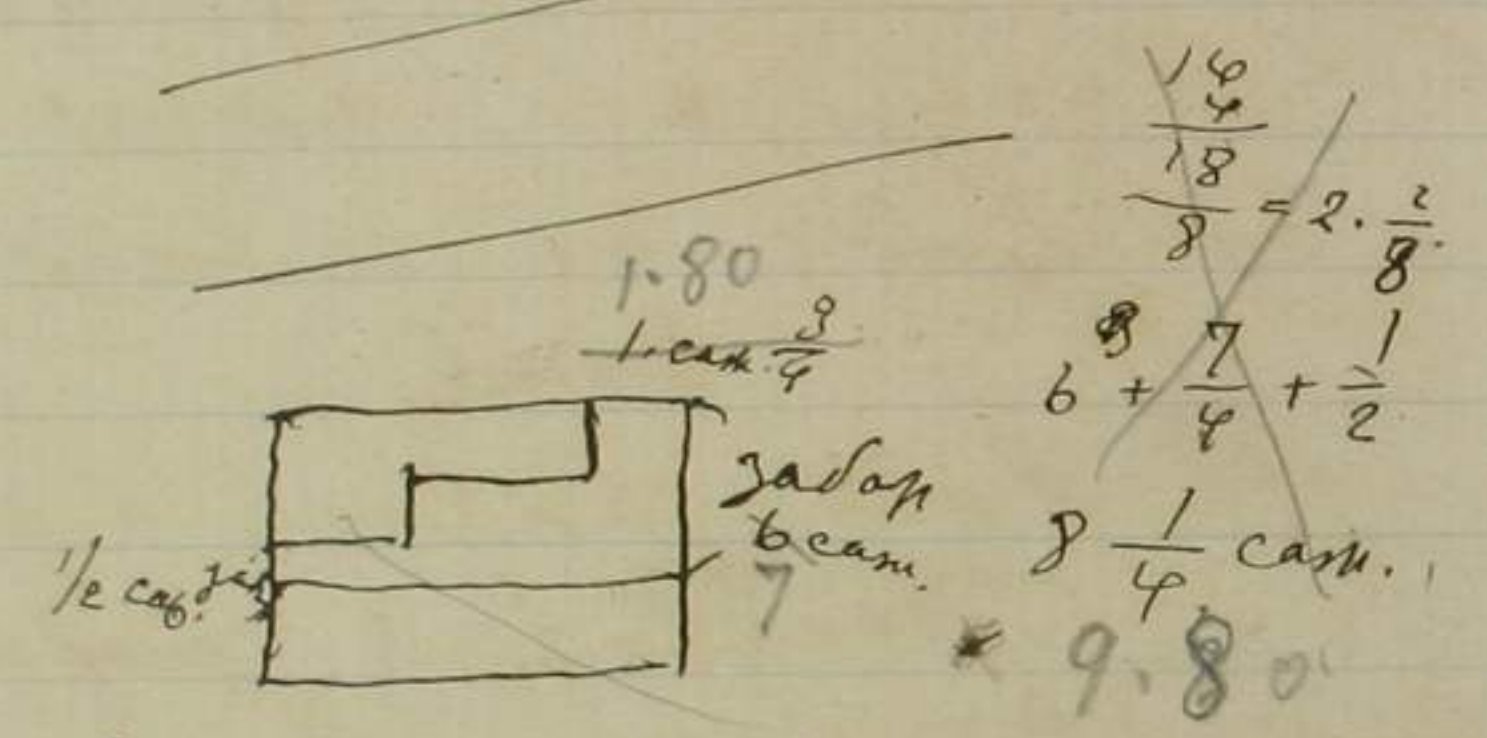 1.80
1. саж. 3/4
забор
6 саж.
7
1/2
14
4
18
8 = 2. 2/8.
6 + 7/4 + 1/2
8 1/4 саж.
9.80